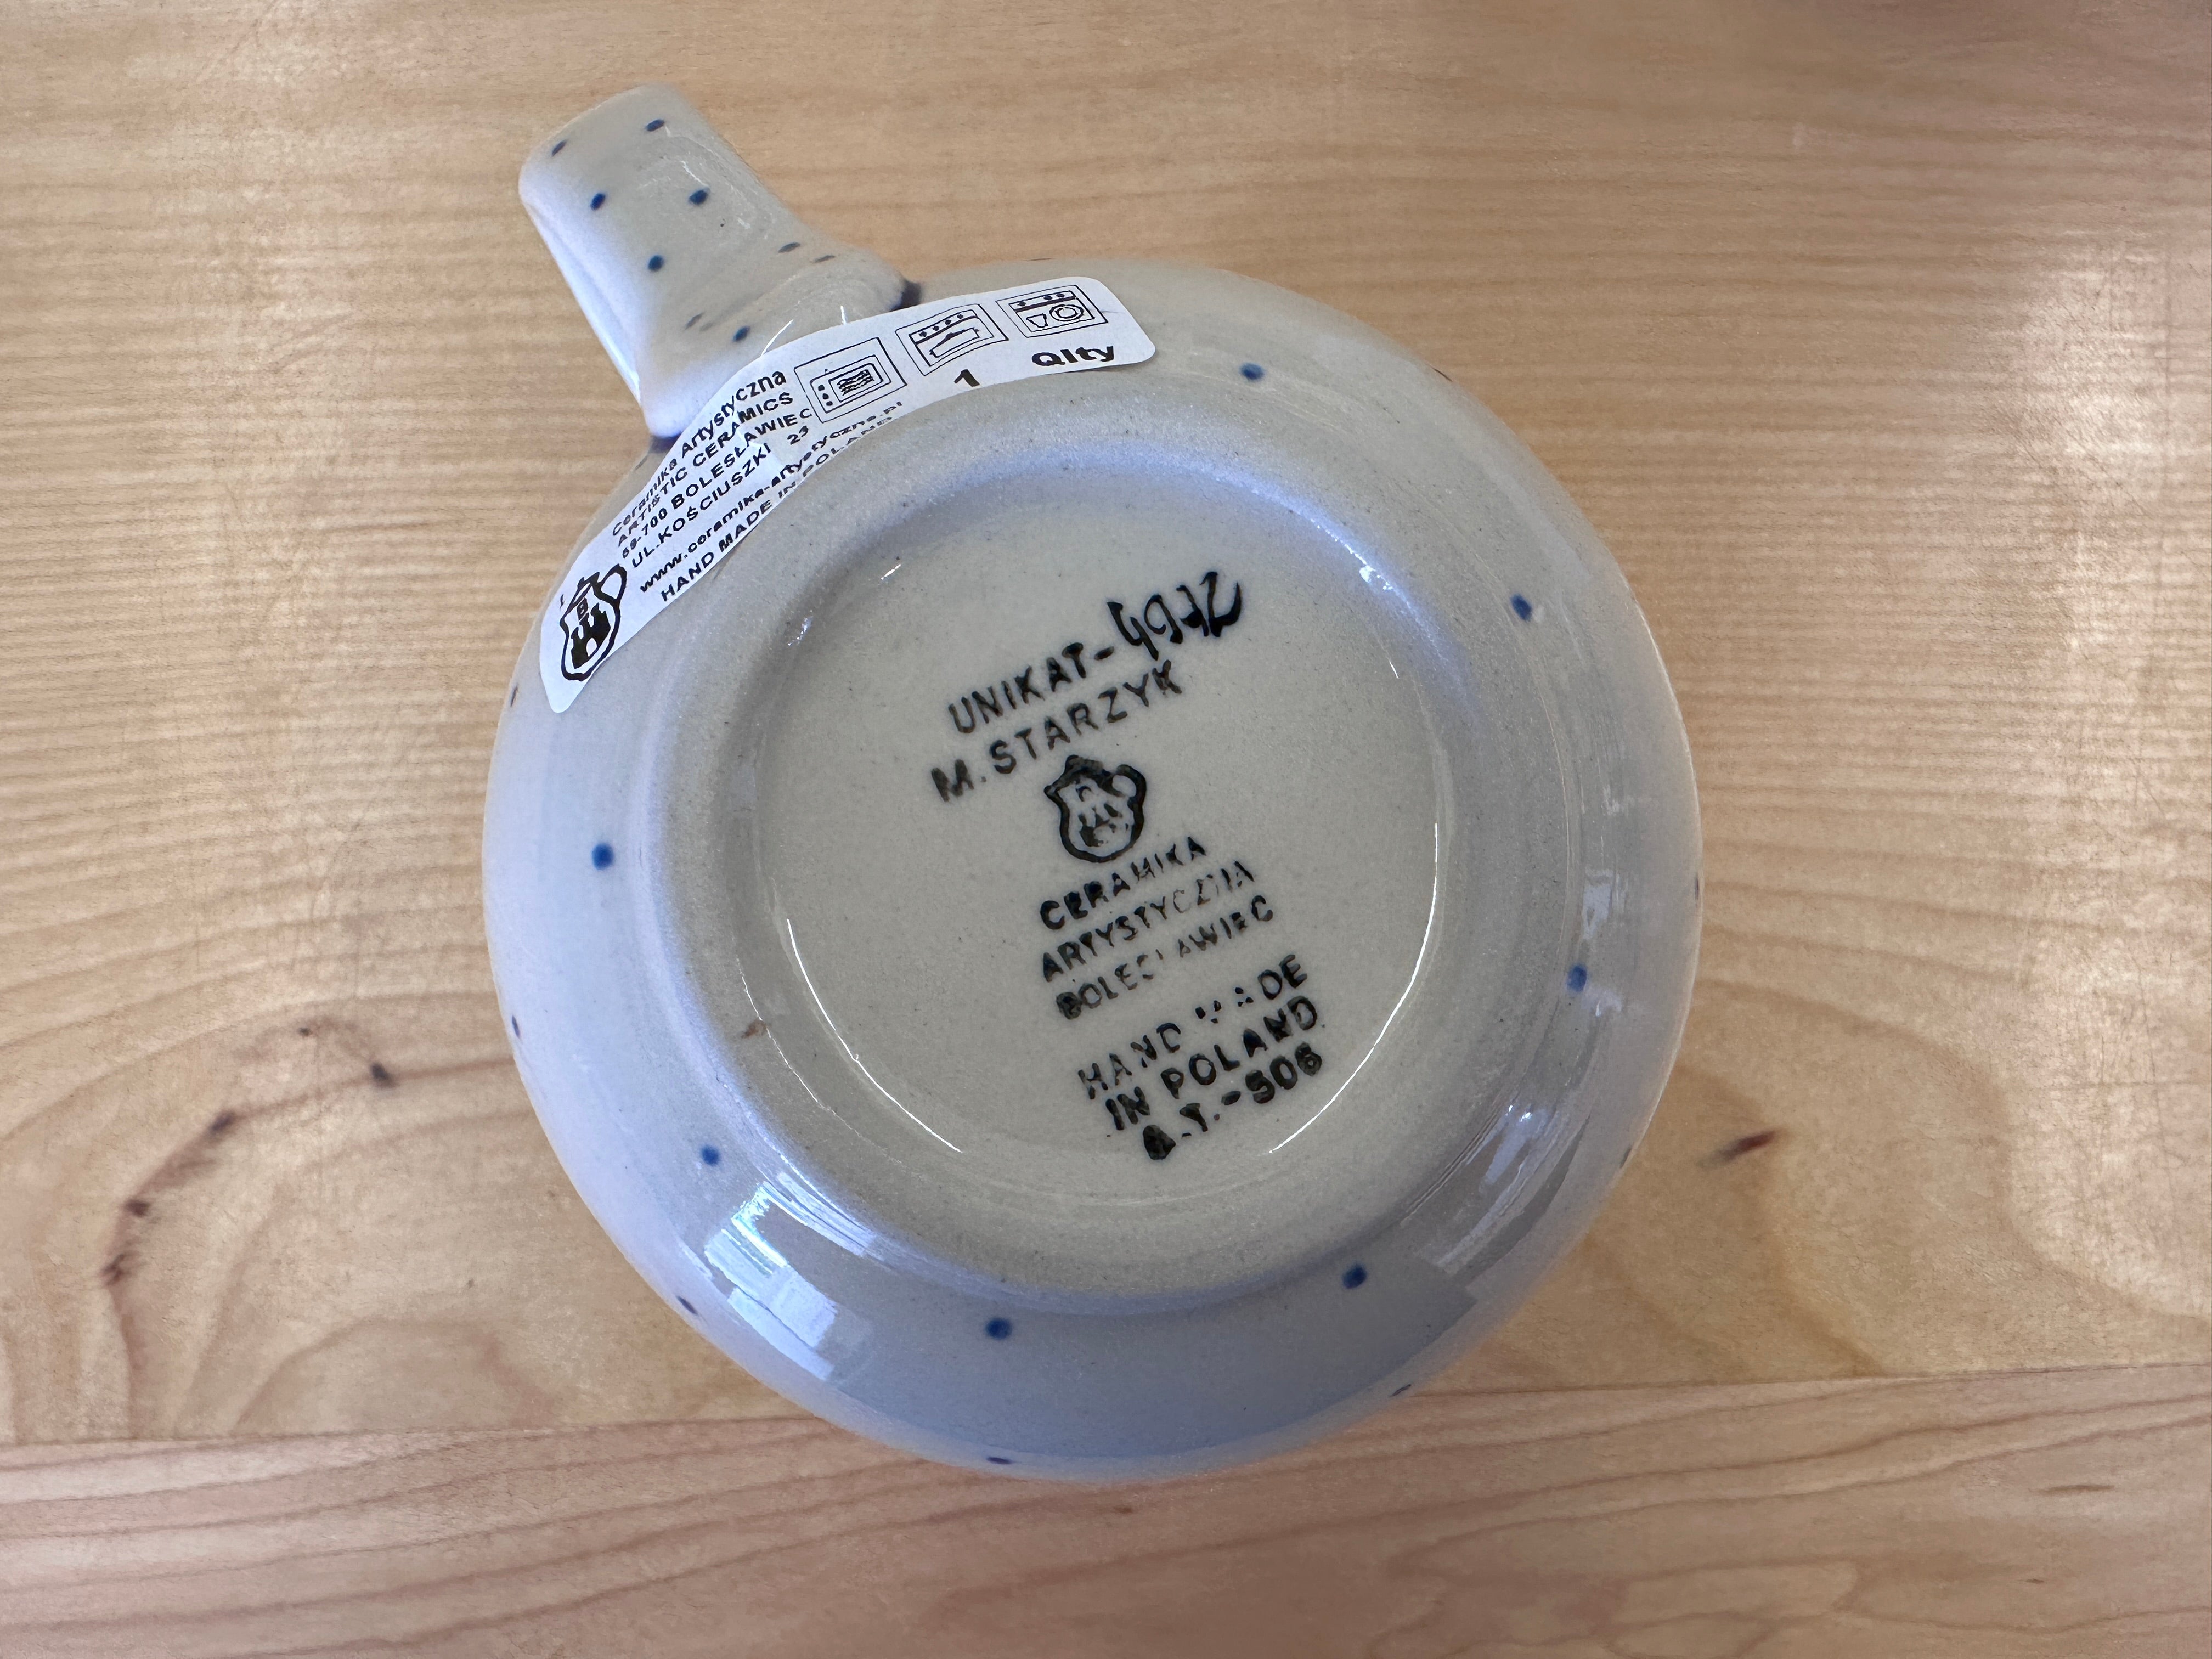 Ceramika Artystyczna
ARTISTIC CERAMICS
59-700 BOLESŁAWIEC
UL.KOŚCIUSZKI 23
www.ceramika-artystyczna.pl
HAND MADE IN POLAND
1 Qlty
UNIKAT-
M.STARZYK
CERAMIKA
ARTYSTYCZNA
BOLESŁAWIEC
HAND MADE
IN POLAND
A.Y.-506